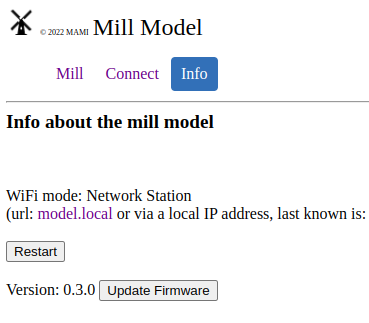 © 2022 MAMI Mill Model
Mill Connect Info
Info about the mill model
WiFi mode: Network Station
(url: model.local or via a local IP address, last known is:
Restart
Version: 0.3.0 Update Firmware